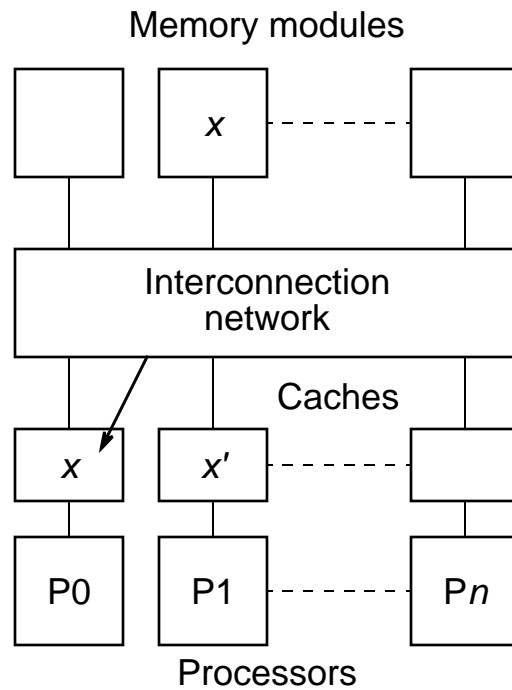 Memory modules
x
Interconnection
network
Caches
x x'
P0 P1 Pn
Processors